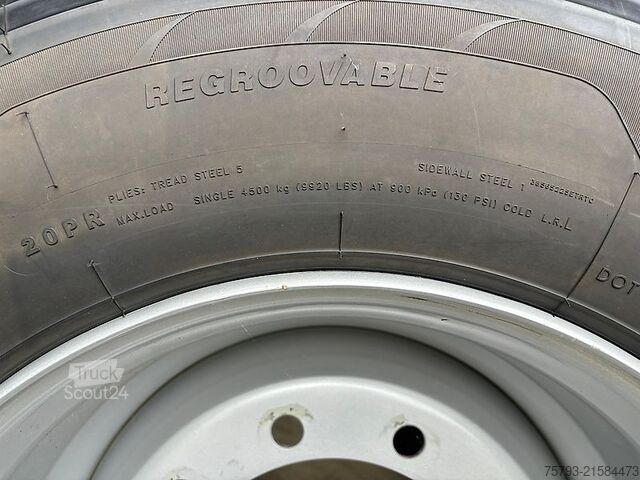 REGROOVABLE
PLIES: TREAD STEEL 5 SIDEWALL STEEL 1
20PR MAX.LOAD SINGLE 4500 kg (9920 LBS) AT 900 kPa (130 PSI) COLD L.R.L
DOT
Truck
Scout24
75793-21584473